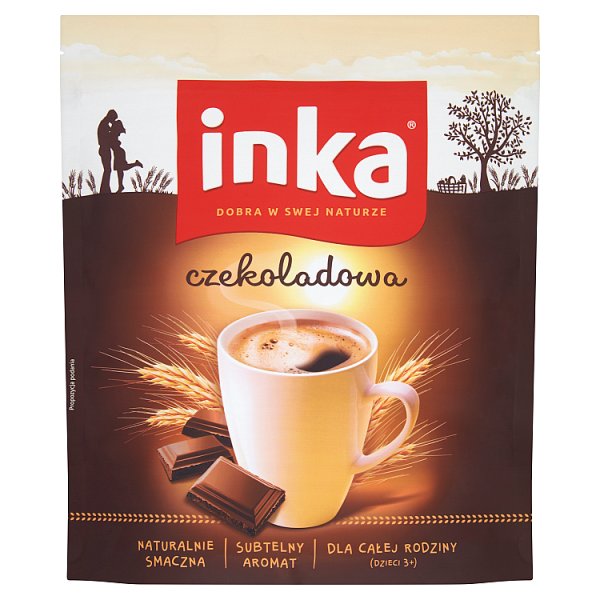 inka®
DOBRA W SWEJ NATURZE
czekoladowa
Propozycja podania
NATURALNIE
SMACZNA
SUBTELNY
AROMAT
DLA CAŁEJ RODZINY
(DZIECI 3+)